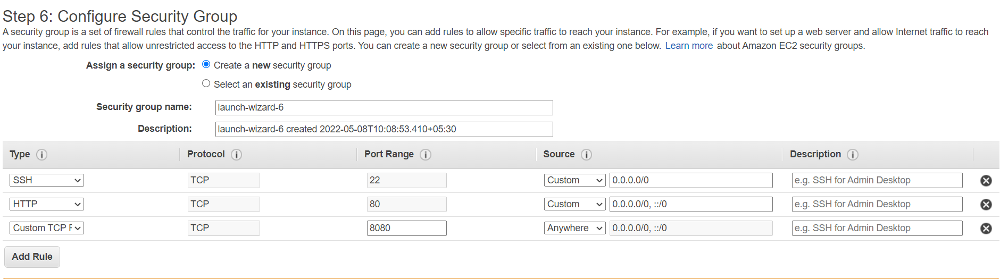 Step 6: Configure Security Group
A security group is a set of firewall rules that control the traffic for your instance. On this page, you can add rules to allow specific traffic to reach your instance. For example, if you want to set up a web server and allow Internet traffic to reach
your instance, add rules that allow unrestricted access to the HTTP and HTTPS ports. You can create a new security group or select from an existing one below. Learn more about Amazon EC2 security groups.
Assign a security group: Create a new security group
Select an existing security group
Security group name: launch-wizard-6
Description: launch-wizard-6 created 2022-05-08T10:08:53.410+05:30
Type i Protocol i Port Range i Source i Description i
SSH TCP 22 Custom 0.0.0.0/0 e.g. SSH for Admin Desktop
HTTP TCP 80 Custom 0.0.0.0/0, ::/0 e.g. SSH for Admin Desktop
Custom TCP F TCP 8080 Anywhere 0.0.0.0/0, ::/0 e.g. SSH for Admin Desktop
Add Rule